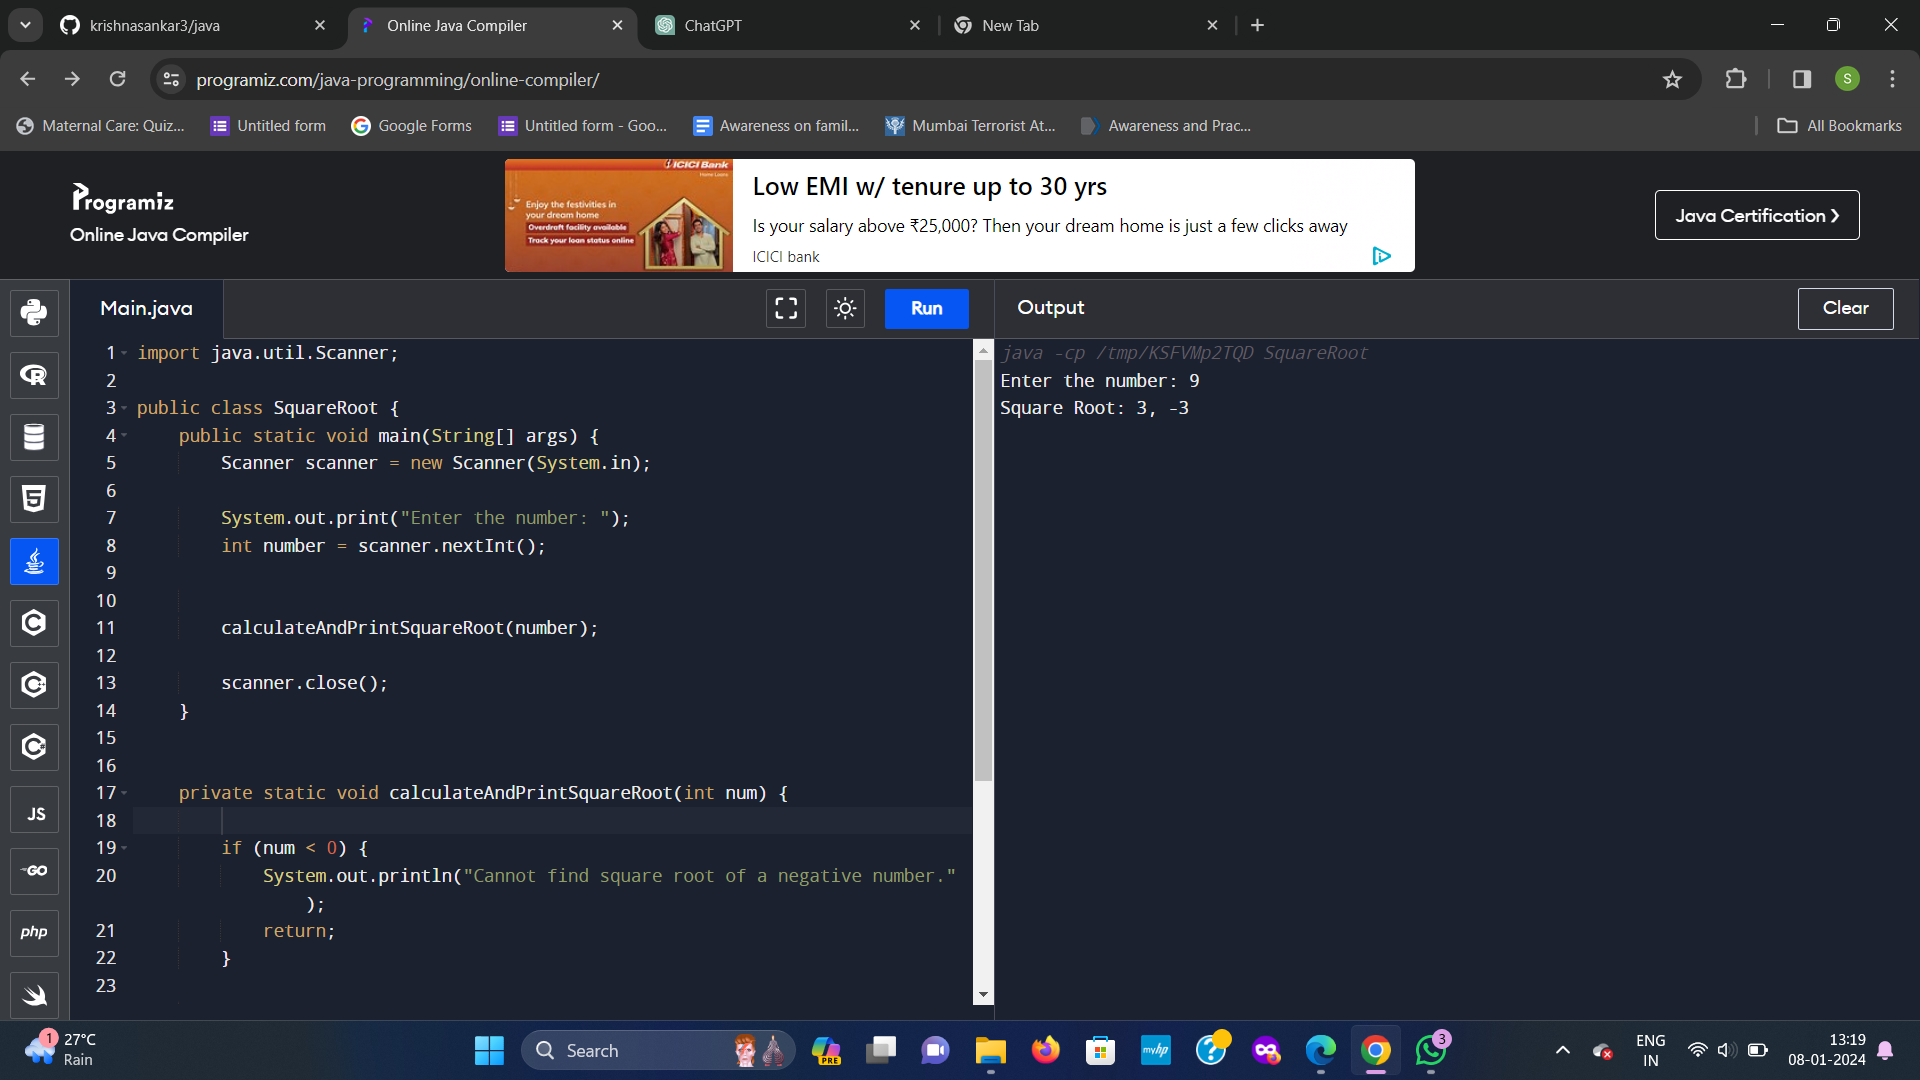 krishnasankar3/java
Online Java Compiler
ChatGPT
New Tab
programiz.com/java-programming/online-compiler/
S
Maternal Care: Quiz...
Untitled form
Google Forms
Untitled form - Goo...
Awareness on famil...
Mumbai Terrorist At...
Awareness and Prac...
All Bookmarks
Programiz
Online Java Compiler
ICICI Bank
Home Loans
Enjoy the festivities in
your dream home
Overdraft facility available
Track your loan status online
Low EMI w/ tenure up to 30 yrs
Is your salary above ₹25,000? Then your dream home is just a few clicks away
ICICI bank
Java Certification ❯
Main.java
Run
Output
Clear
1 import java.util.Scanner;
2
3 public class SquareRoot {
4 public static void main(String[] args) {
5 Scanner scanner = new Scanner(System.in);
6
7 System.out.print("Enter the number: ");
8 int number = scanner.nextInt();
9
10
11 calculateAndPrintSquareRoot(number);
12
13 scanner.close();
14 }
15
16
17 private static void calculateAndPrintSquareRoot(int num) {
18
19 if (num < 0) {
20 System.out.println("Cannot find square root of a negative number."
);
21 return;
22 }
23
java -cp /tmp/KSFVMp2TQD SquareRoot
Enter the number: 9
Square Root: 3, -3
R
5
C
C++
C#
JS
GO
php
1
27°C
Rain
Search
PRE
myhp
3
ENG
IN
13:19
08-01-2024